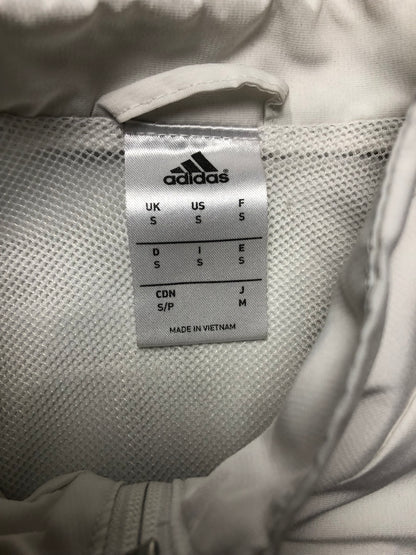 adidas
UK US F
S S S
D I E
S S S
CDN J
S/P M
MADE IN VIETNAM